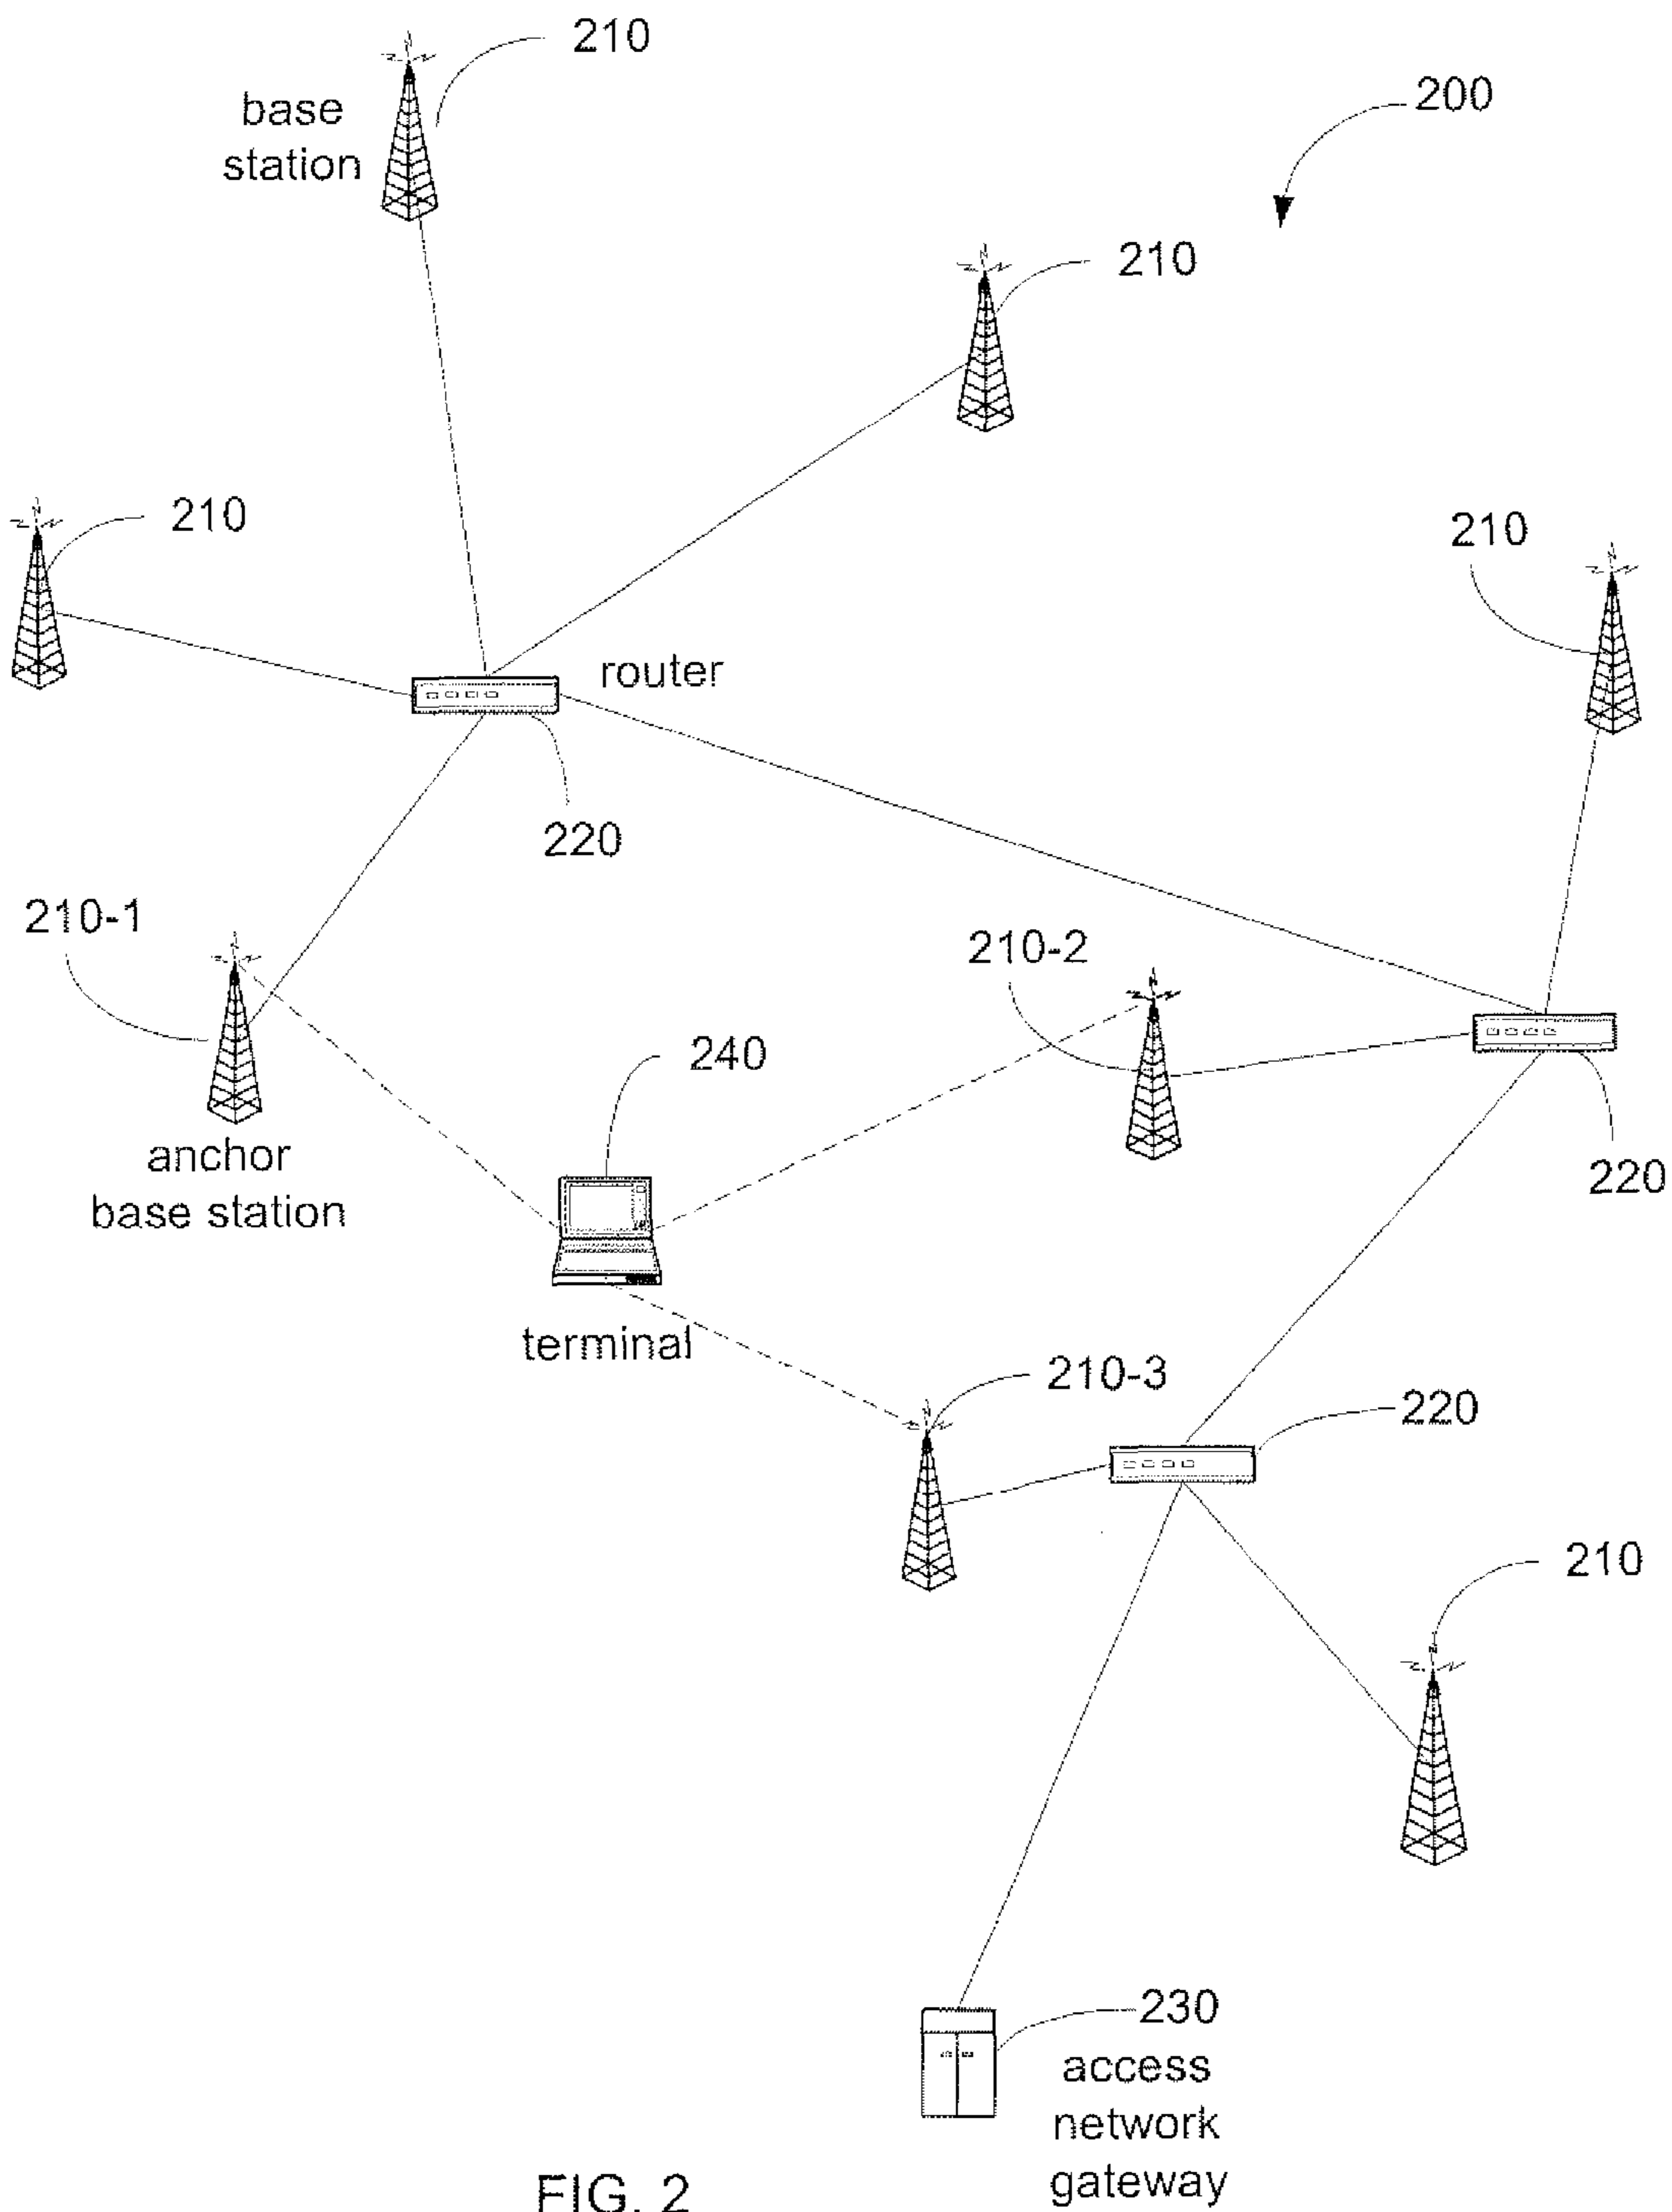 210
base
station
200
210
210
210
router
220
210-1
210-2
240
anchor
base station
220
terminal
210-3
220
210
230
access
network
gateway
FIG. 2